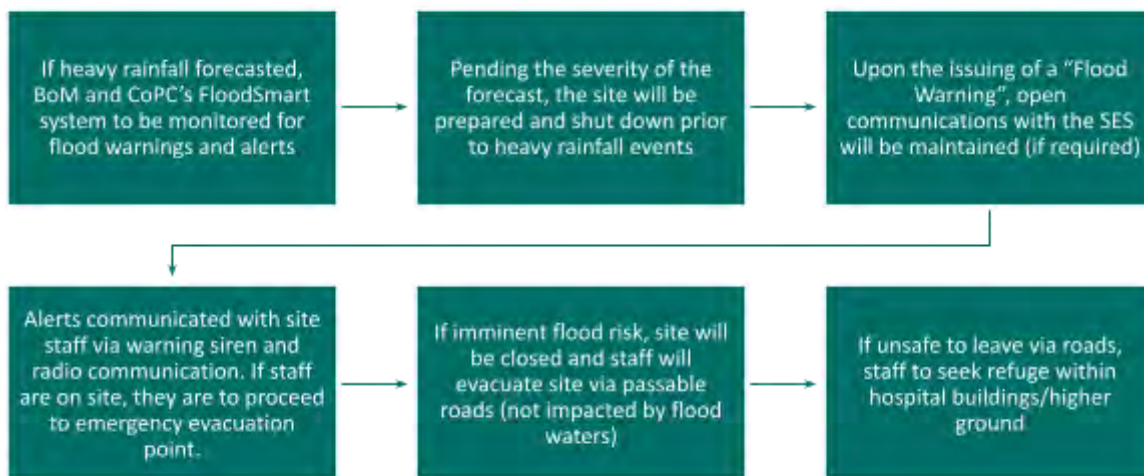 If heavy rainfall forecasted,
BoM and CoPC's FloodSmart
system to be monitored for
flood warnings and alerts
Pending the severity of the
forecast, the site will be
prepared and shut down prior
to heavy rainfall events
Upon the issuing of a “Flood
Warning”, open
communications with the SES
will be maintained (if required)
Alerts communicated with site
staff via warning siren and
radio communication. If staff
are on site, they are to proceed
to emergency evacuation
point.
If imminent flood risk, site will
be closed and staff will
evacuate site via passable
roads (not impacted by flood
waters)
If unsafe to leave via roads,
staff to seek refuge within
hospital buildings/higher
ground